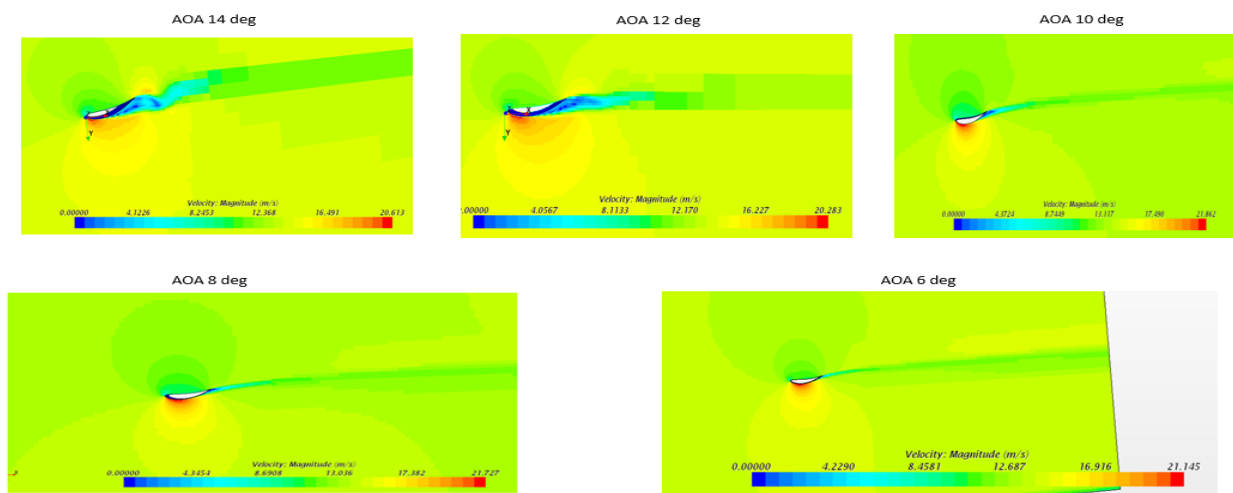 AOA 14 deg
AOA 12 deg
AOA 10 deg
Y
Y
X
Velocity: Magnitude (m/s)
0.00000 4.1226 8.2453 12.368 16.491 20.613
Velocity: Magnitude (m/s)
0.00000 4.0567 8.1133 12.170 16.227 20.283
Velocity: Magnitude (m/s)
0.00000 4.3724 8.7449 13.117 17.490 21.862
AOA 8 deg
AOA 6 deg
Velocity: Magnitude (m/s)
0.00000 4.3454 8.6908 13.036 17.382 21.727
Velocity: Magnitude (m/s)
0.00000 4.2290 8.4581 12.687 16.916 21.145